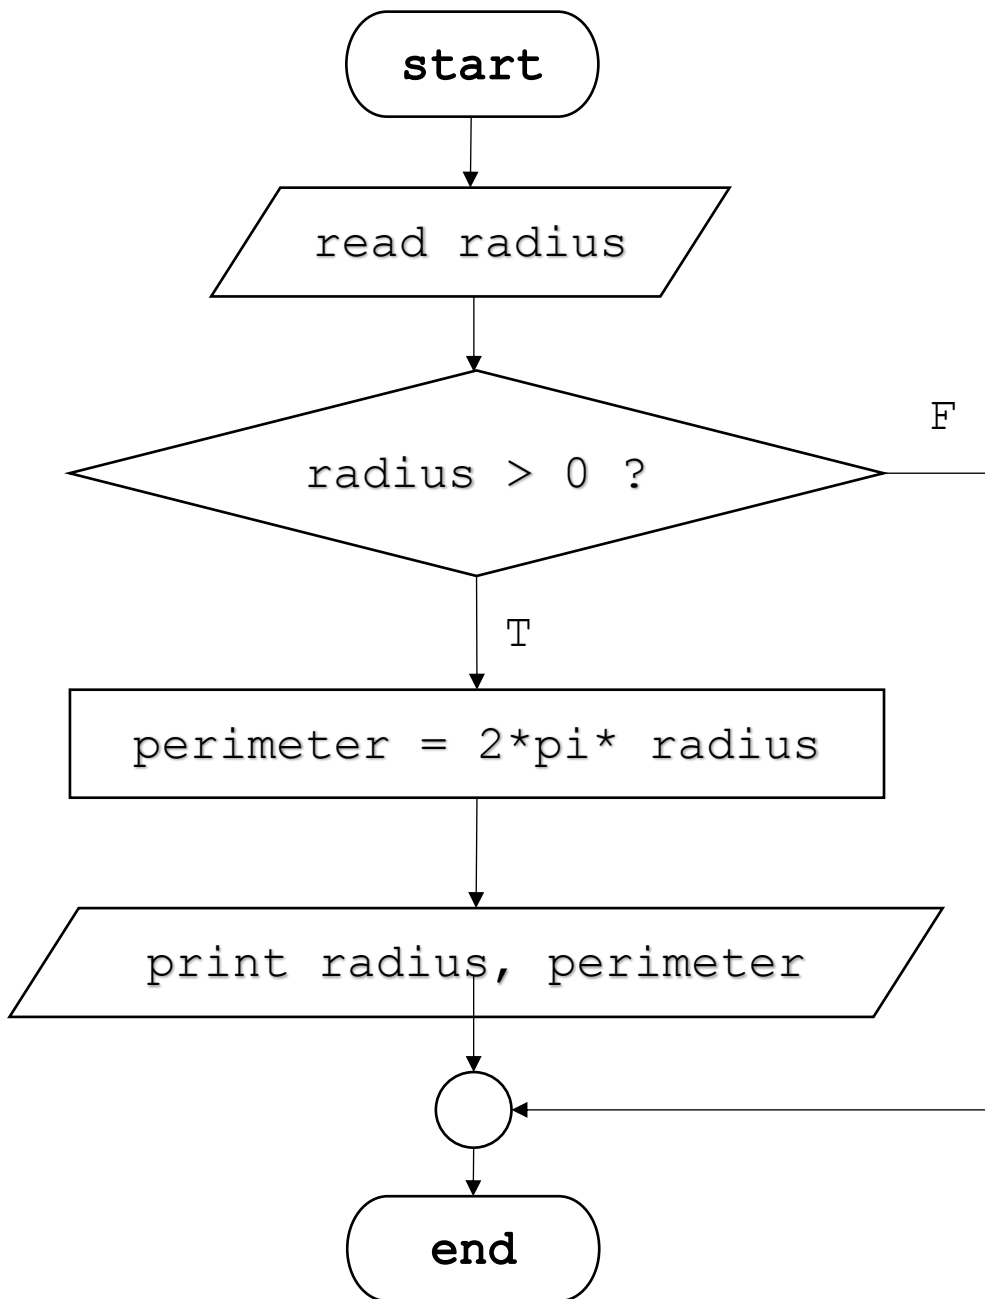 start
read radius
radius > 0 ?
F
T
perimeter = 2*pi* radius
print radius, perimeter
end